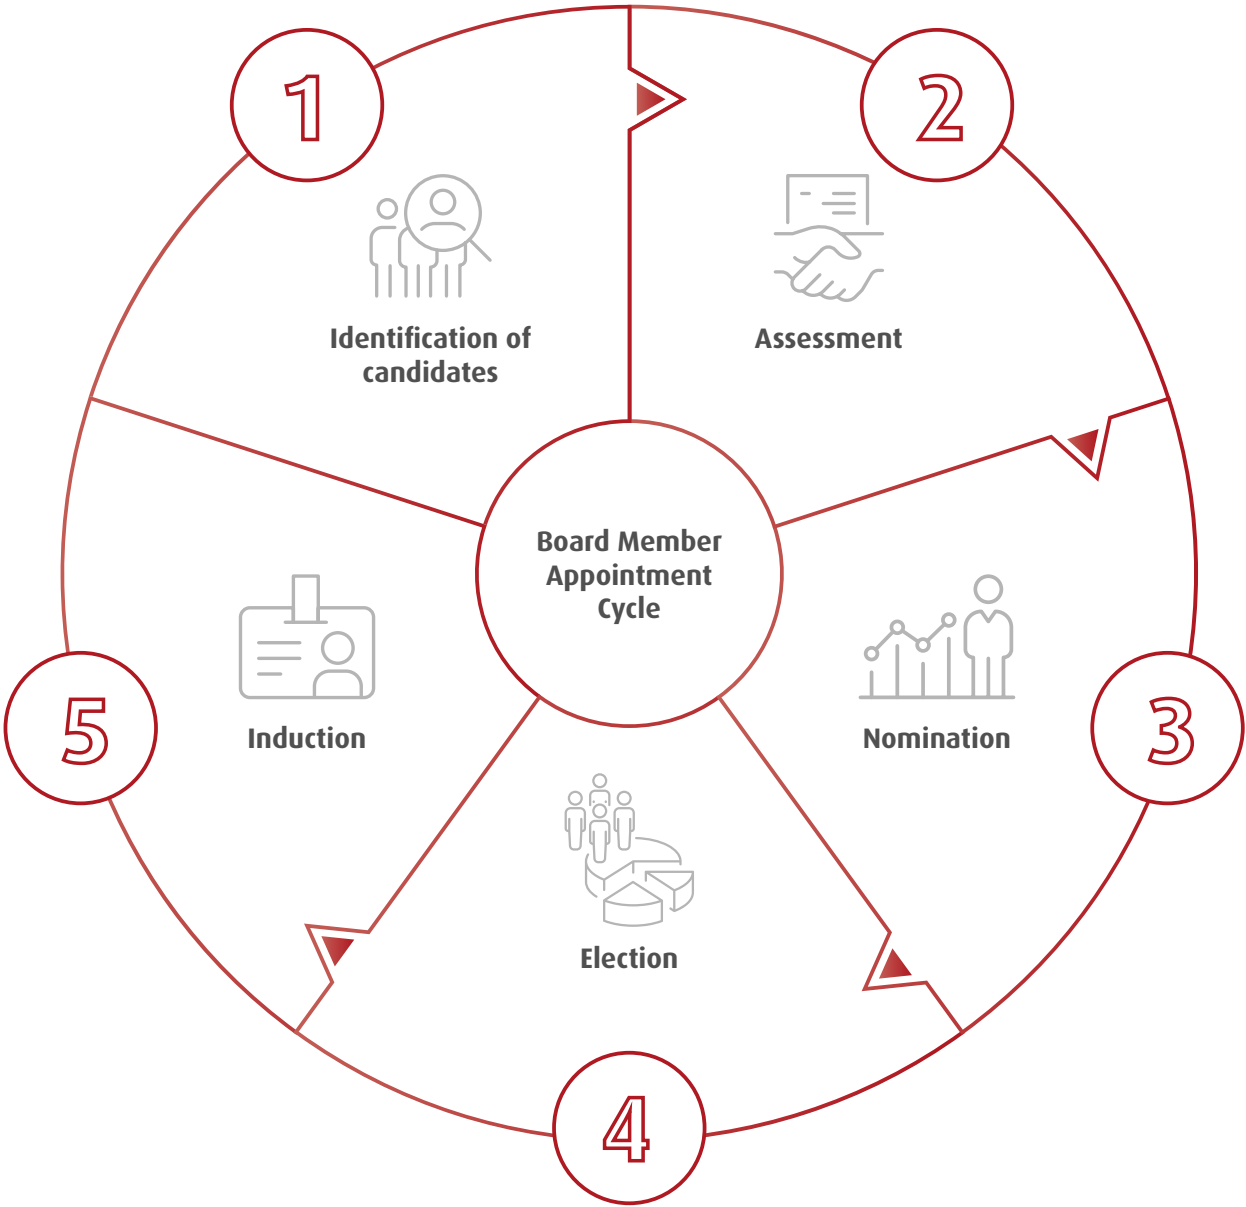 1
Identification of
candidates
2
Assessment
3
Nomination
4
Election
5
Induction
Board Member
Appointment
Cycle